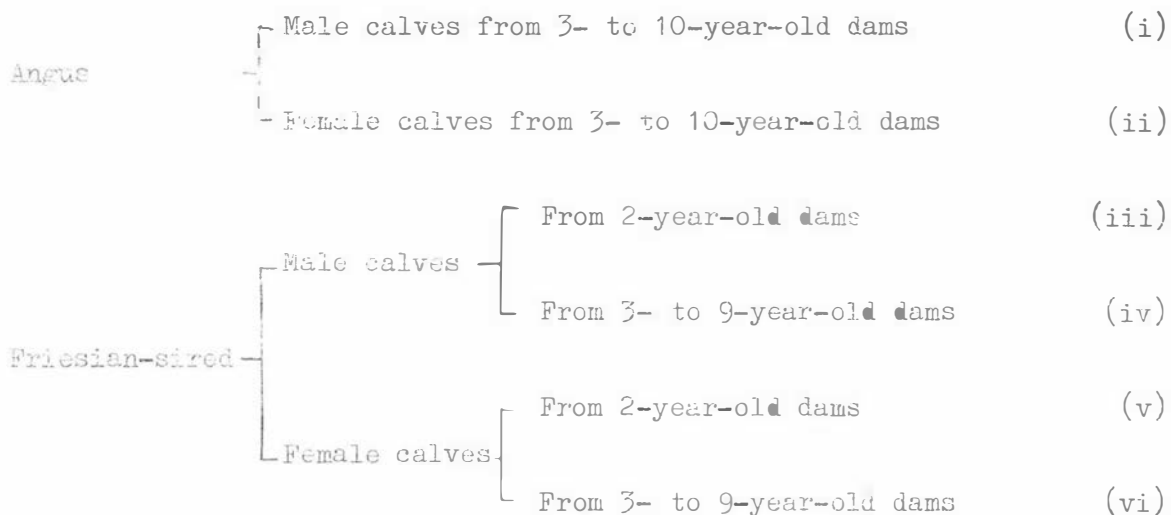 Male calves from 3- to 10-year-old dams (i)
Angus
Female calves from 3- to 10-year-old dams (ii)
From 2-year-old dams (iii)
Male calves
From 3- to 9-year-old dams (iv)
Friesian-sired
From 2-year-old dams (v)
Female calves
From 3- to 9-year-old dams (vi)